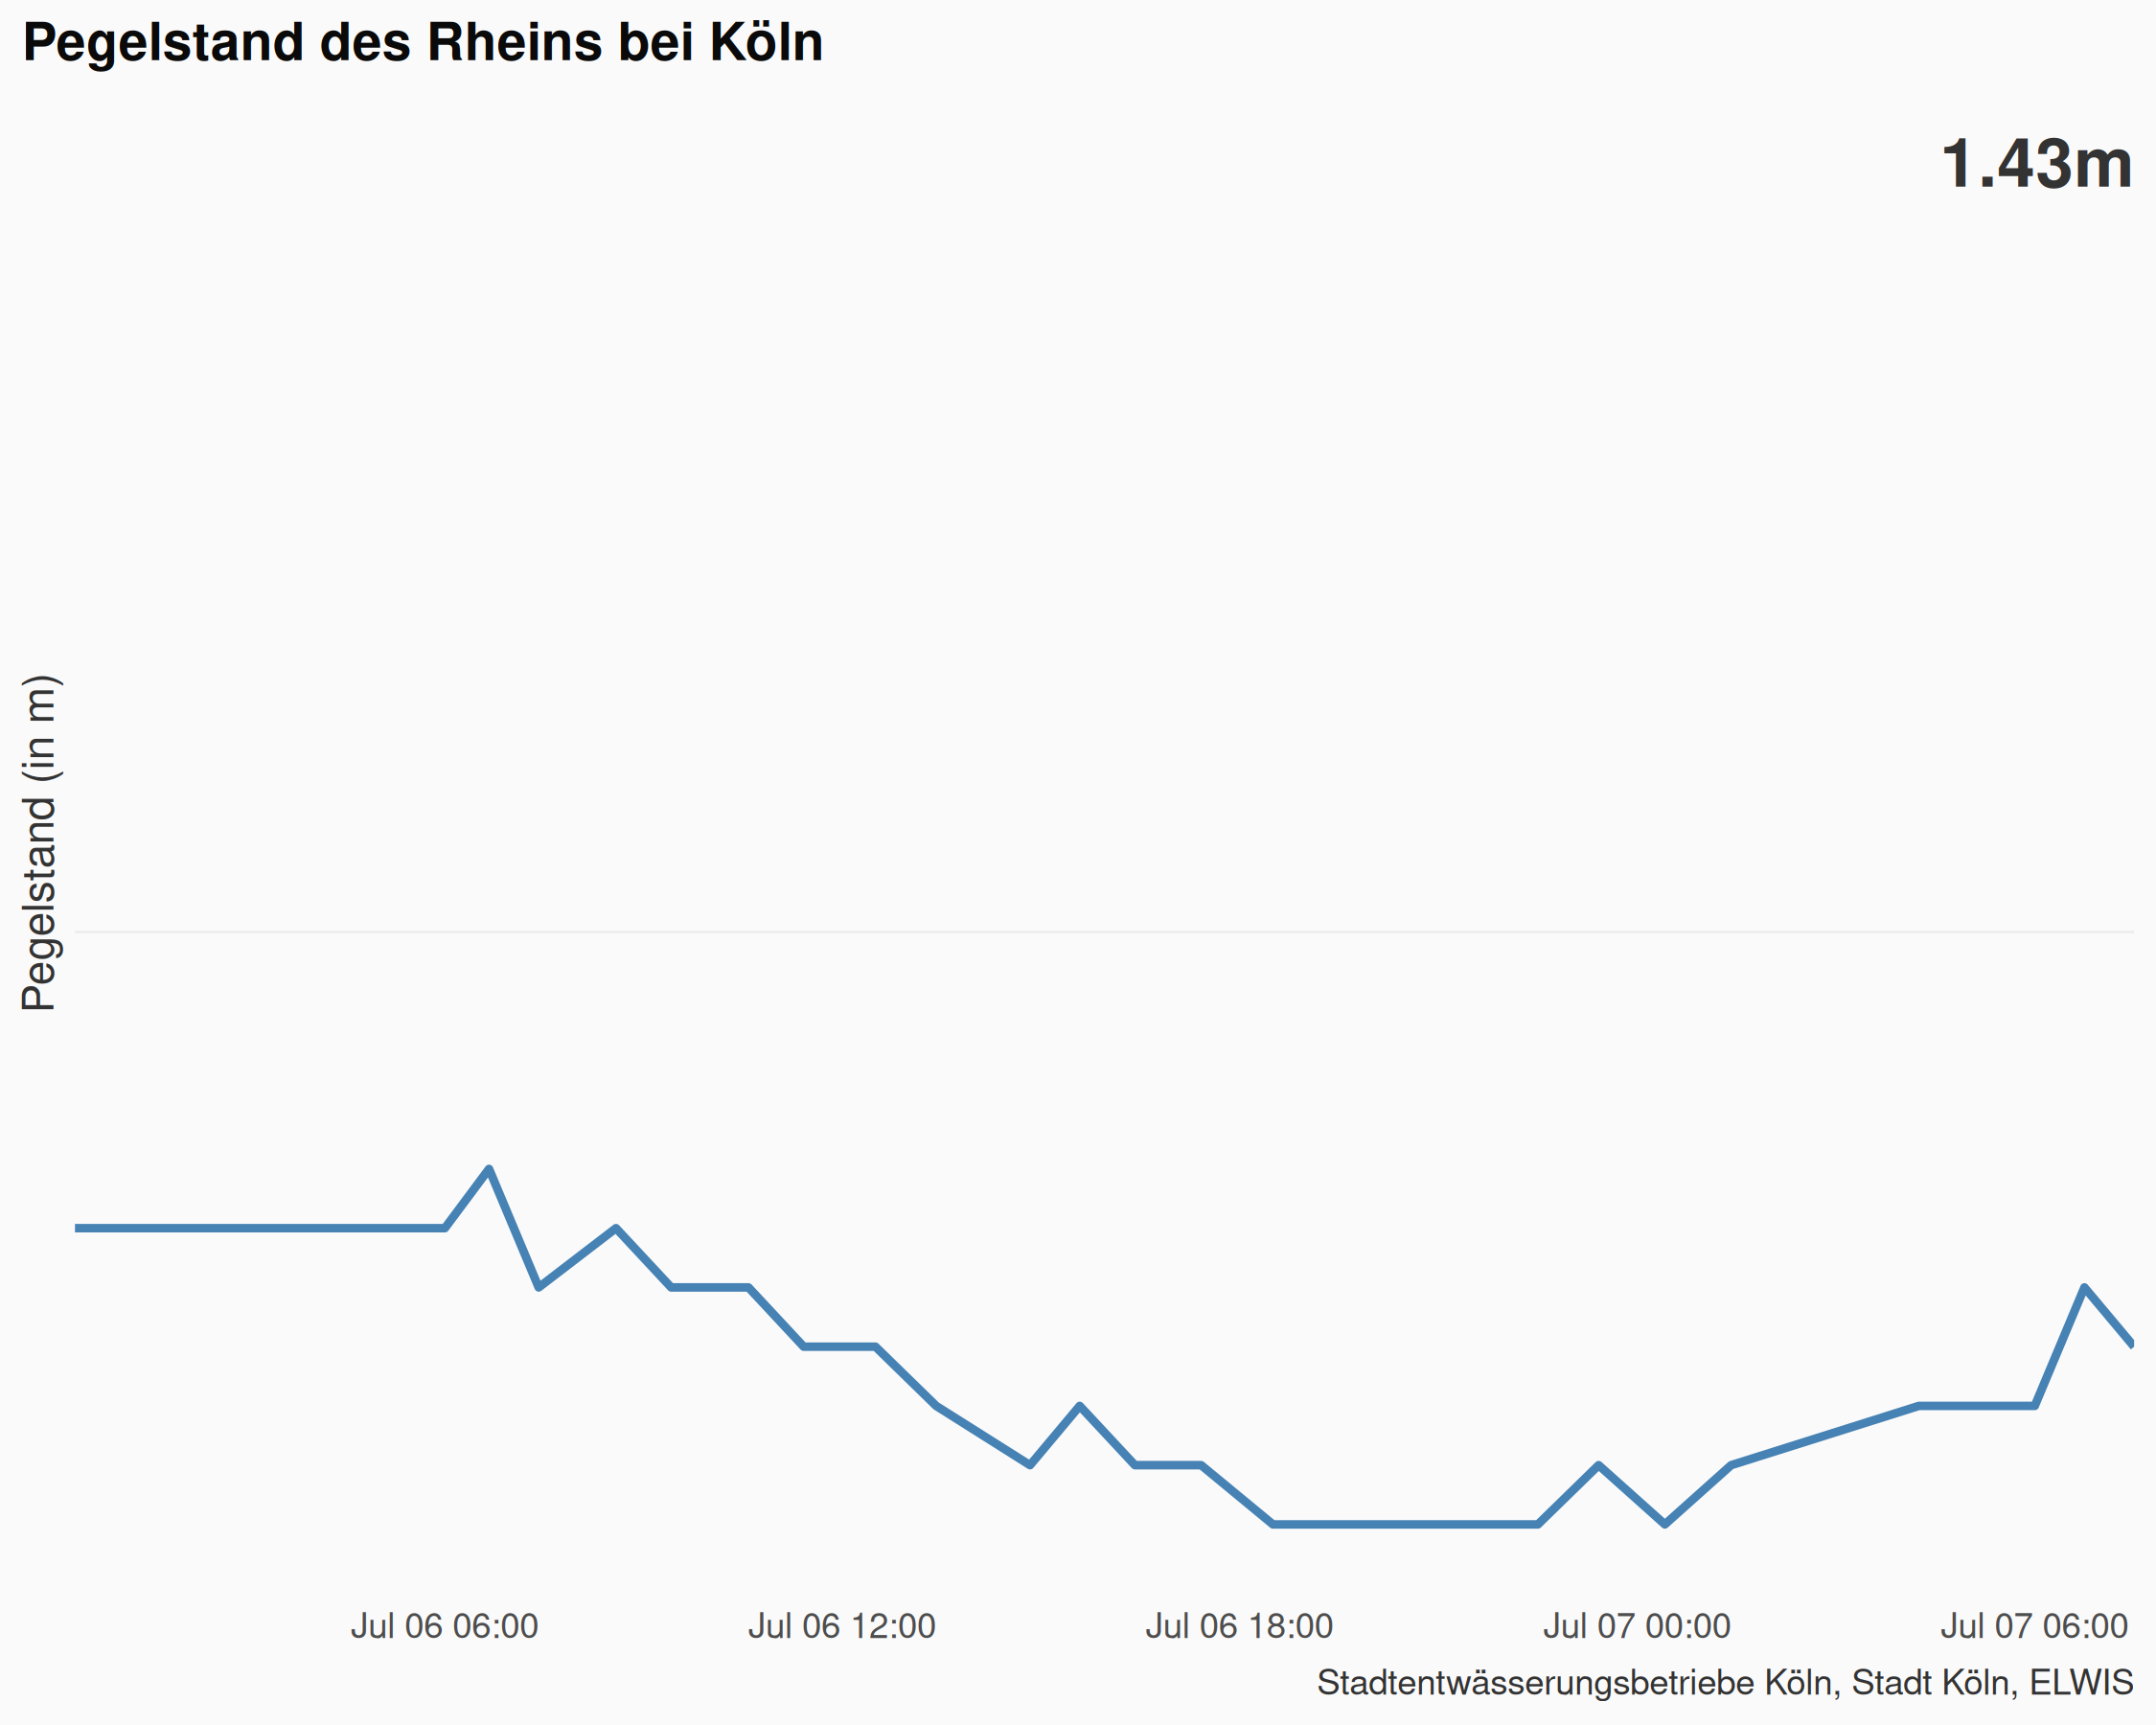 Pegelstand des Rheins bei Köln
1.43m
Pegelstand (in m)
Jul 06 06:00
Jul 06 12:00
Jul 06 18:00
Jul 07 00:00
Jul 07 06:00
Stadtentwässerungsbetriebe Köln, Stadt Köln, ELWIS